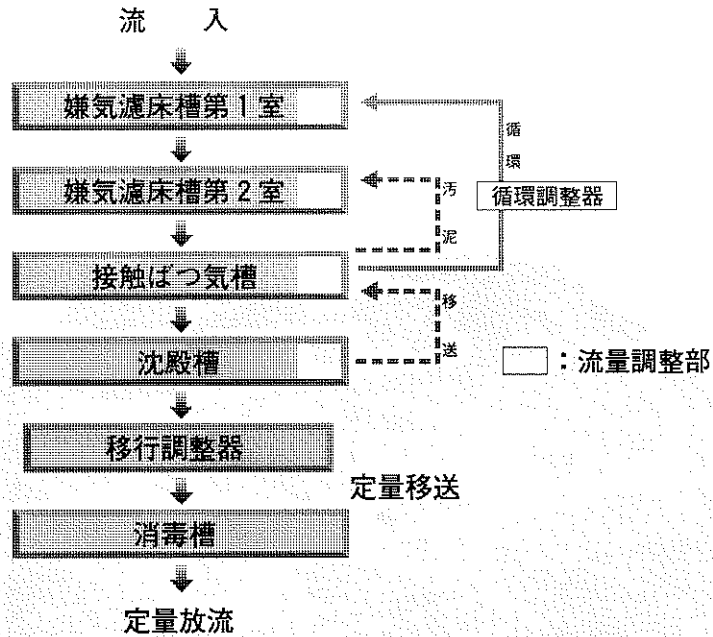 流 入
嫌気濾床槽第1室
循環
嫌気濾床槽第2室
汚泥
循環調整器
接触ばつ気槽
移送
沈殿槽
:流量調整部
移行調整器
定量移送
消毒槽
定量放流